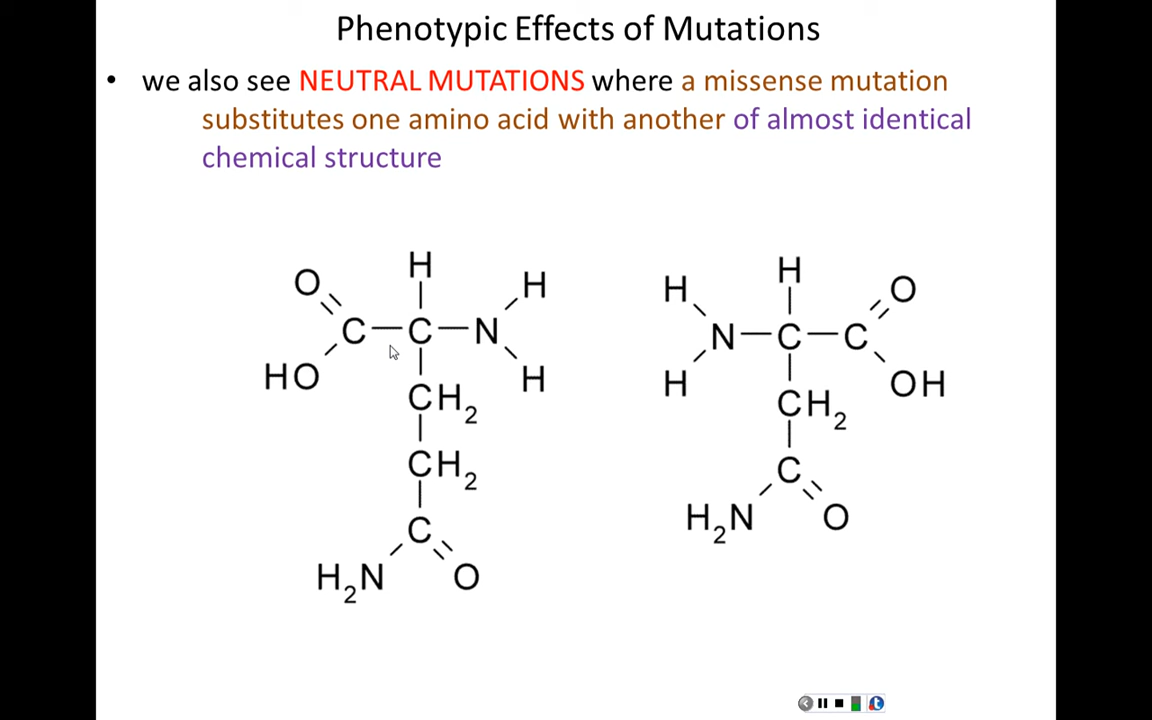 Phenotypic Effects of Mutations
• we also see NEUTRAL MUTATIONS where a missense mutation
substitutes one amino acid with another of almost identical
chemical structure
H H
O H H O
C C N H N C C
HO H H OH
CH2 CH2
CH2 C
C H2N O
H2N O